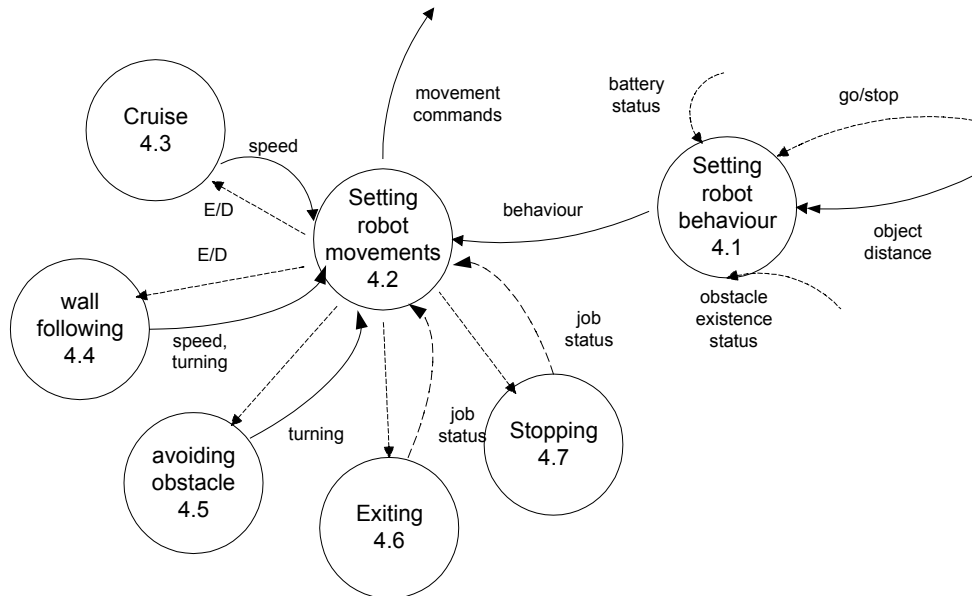 movement
commands
battery
status
go/stop
Cruise
4.3
speed
E/D
Setting
robot
movements
4.2
behaviour
Setting
robot
behaviour
4.1
object
distance
E/D
wall
following
4.4
speed,
turning
obstacle
existence
status
job
status
avoiding
obstacle
4.5
turning
job
status
Stopping
4.7
Exiting
4.6